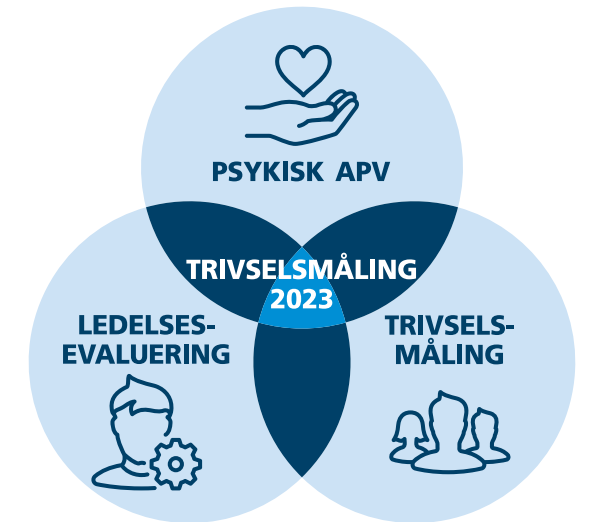 PSYKISK APV
TRIVSELSMÅLING
2023
LEDELSES-
EVALUERING
TRIVSELS-
MÅLING